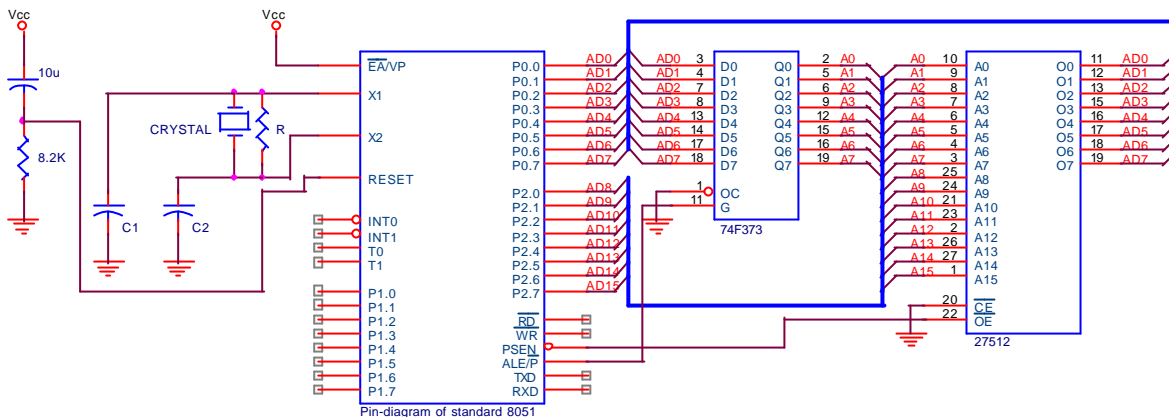 Vcc
10u
8.2K
C1
C2
CRYSTAL
R
Vcc
EA/VP
X1
X2
RESET
INT0
INT1
T0
T1
P1.0
P1.1
P1.2
P1.3
P1.4
P1.5
P1.6
P1.7
P0.0
P0.1
P0.2
P0.3
P0.4
P0.5
P0.6
P0.7
P2.0
P2.1
P2.2
P2.3
P2.4
P2.5
P2.6
P2.7
RD
WR
PSEN
ALE/P
TXD
RXD
Pin-diagram of standard 8051
AD0
AD1
AD2
AD3
AD4
AD5
AD6
AD7
AD8
AD9
AD10
AD11
AD12
AD13
AD14
AD15
AD0 3 D0
AD1 4 D1
AD2 7 D2
AD3 8 D3
AD4 13 D4
AD5 14 D5
AD6 17 D6
AD7 18 D7
1 OC
11 G
Q0 2 A0
Q1 5 A1
Q2 6 A2
Q3 9 A3
Q4 12 A4
Q5 15 A5
Q6 16 A6
Q7 19 A7
74F373
A0 10 A0
A1 9 A1
A2 8 A2
A3 7 A3
A4 6 A4
A5 5 A5
A6 4 A6
A7 3 A7
A8 25 A8
A9 24 A9
A10 21 A10
A11 23 A11
A12 2 A12
A13 26 A13
A14 27 A14
A15 1 A15
20 CE
22 OE
O0 11 AD0
O1 12 AD1
O2 13 AD2
O3 15 AD3
O4 16 AD4
O5 17 AD5
O6 18 AD6
O7 19 AD7
27512